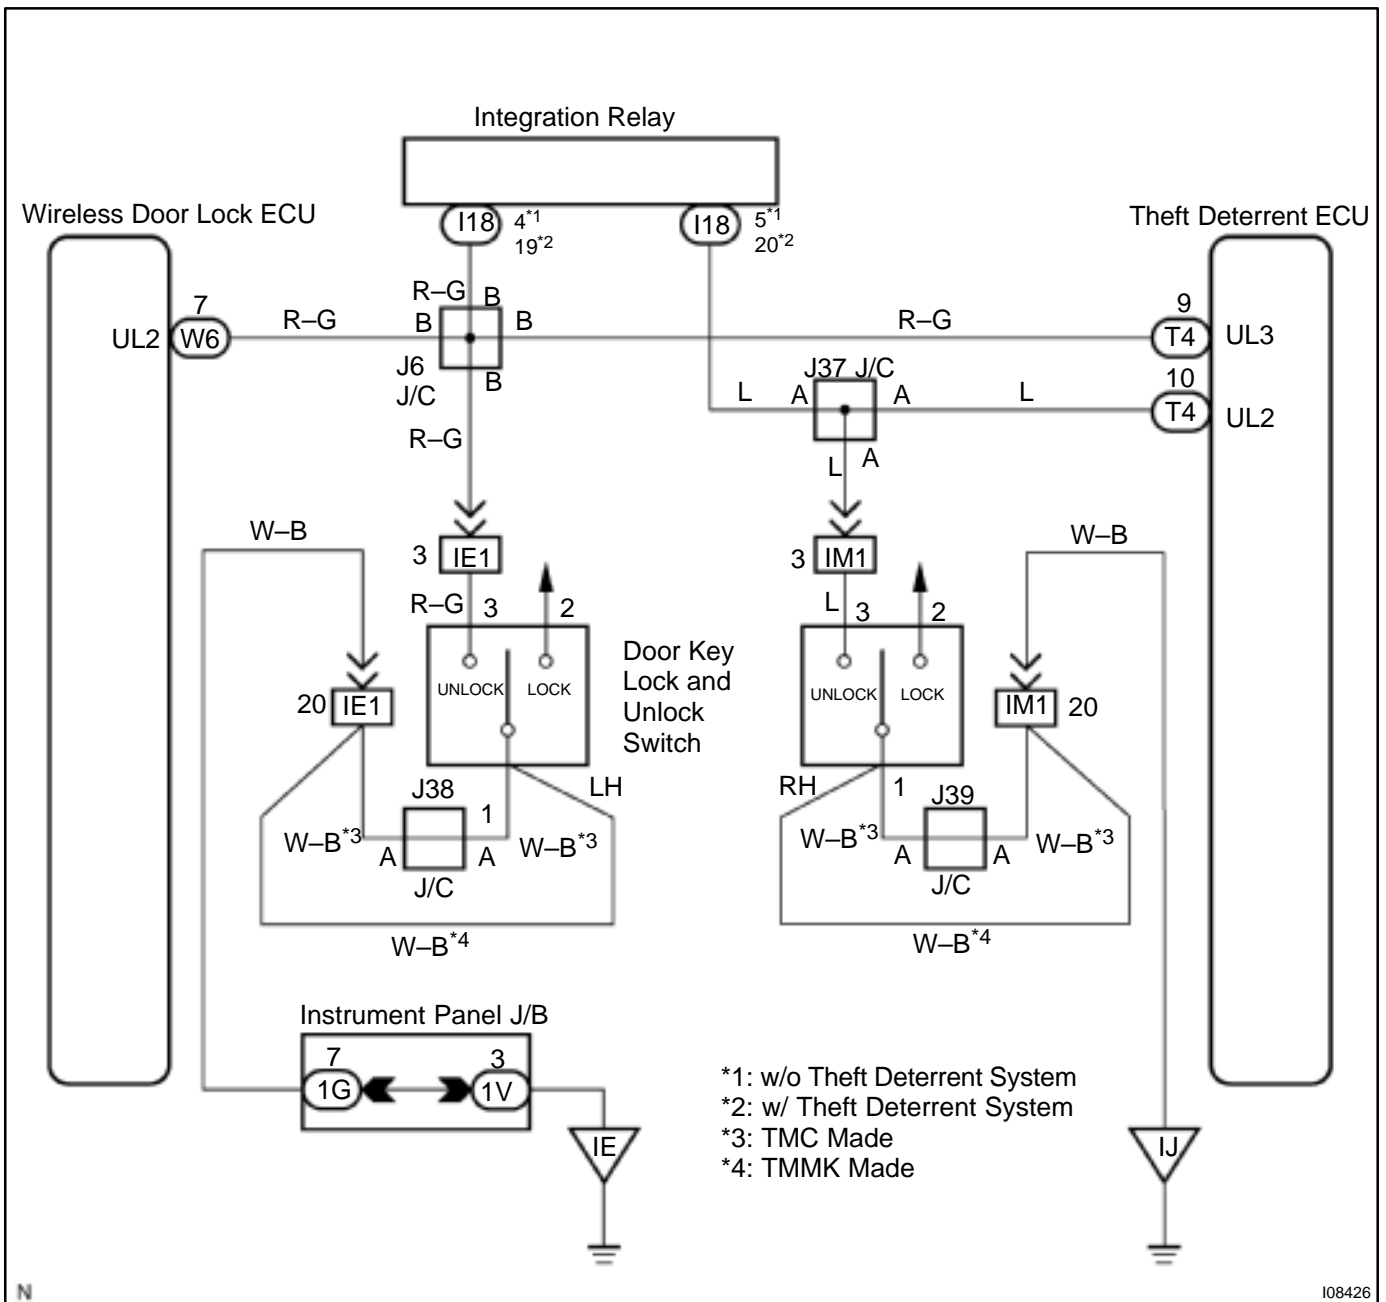 Integration Relay
Wireless Door Lock ECU
Theft Deterrent ECU
I18 4*1
19*2
I18 5*1
20*2
R–G B
7
UL2 W6 R–G B B R–G 9
T4 UL3
J6
J/C
B
J37 J/C
L A A L 10
T4 UL2
R–G
L A
W–B
3 IE1
3 IM1
W–B
R–G 3 2
L 3 2
UNLOCK LOCK
Door Key
Lock and
Unlock
Switch
UNLOCK LOCK
20 IE1
IM1 20
LH
RH
J38
1
1
J39
W–B*3 A A W–B*3
J/C
W–B*3 A A W–B*3
J/C
W–B*4
W–B*4
Instrument Panel J/B
7 3
1G 1V
IE
IJ
*1: w/o Theft Deterrent System
*2: w/ Theft Deterrent System
*3: TMC Made
*4: TMMK Made
N
I08426